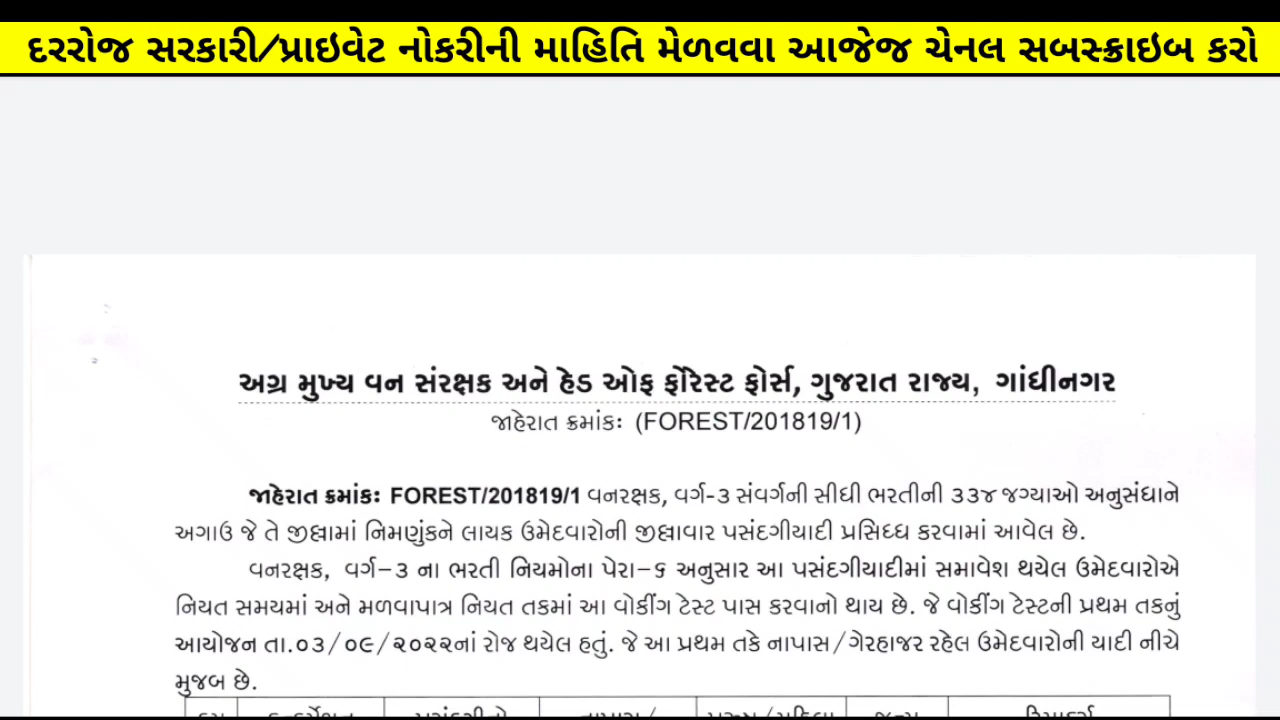 દરરોજ સરકારી/પ્રાઇવેટ નોકરીની માહિતિ મેળવવા આજેજ ચેનલ સબસ્ક્રાઇબ કરો
અગ્ર મુખ્ય વન સંરક્ષક અને હેડ ઓફ ફોરેસ્ટ ફોર્સ, ગુજરાત રાજ્ય, ગાંધીનગર
જાહેરાત ક્રમાંકઃ (FOREST/201819/1)
જાહેરાત ક્રમાંકઃ FOREST/201819/1 વનરક્ષક, વર્ગ-૩ સંવર્ગની સીધી ભરતીની ૩૩૪ જગ્યાઓ અનુસંધાને
અગાઉ જે તે જીલ્લામાં નિમણુંકને લાયક ઉમેદવારોની જીલ્લાવાર પસંદગીયાદી પ્રસિધ્ધ કરવામાં આવેલ છે.
વનરક્ષક, વર્ગ-૩ ના ભરતી નિયમોના પેરા-૬ અનુસાર આ પસંદગીયાદીમાં સમાવેશ થયેલ ઉમેદવારોએ
નિયત સમયમાં અને મળવાપાત્ર નિયત તકમાં આ વોકીંગ ટેસ્ટ પાસ કરવાનો થાય છે. જે વોકીંગ ટેસ્ટની પ્રથમ તકનું
આયોજન તા.૦૩/૦૯/૨૦૨૨નાં રોજ થયેલ હતું. જે આ પ્રથમ તકે નાપાસ/ગેરહાજર રહેલ ઉમેદવારોની યાદી નીચે
મુજબ છે.